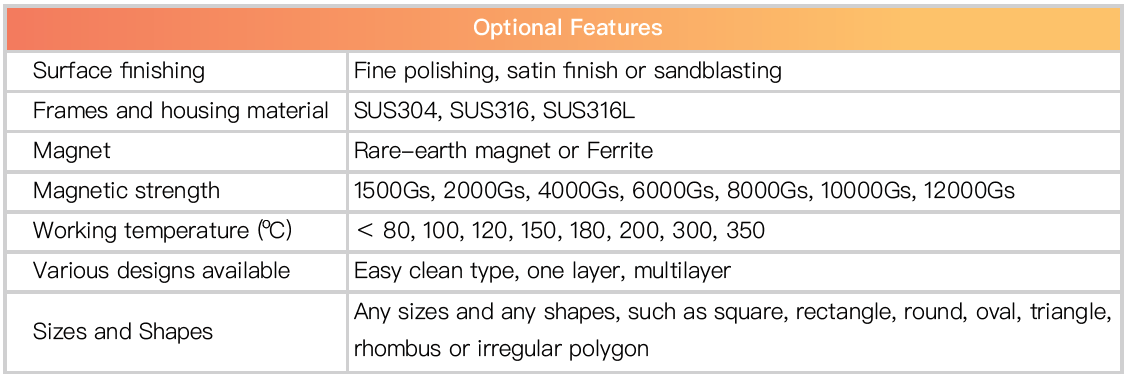 Optional Features
Surface finishing
Fine polishing, satin finish or sandblasting
Frames and housing material
SUS304, SUS316, SUS316L
Magnet
Rare-earth magnet or Ferrite
Magnetic strength
1500Gs, 2000Gs, 4000Gs, 6000Gs, 8000Gs, 10000Gs, 12000Gs
Working temperature (ºC)
< 80, 100, 120, 150, 180, 200, 300, 350
Various designs available
Easy clean type, one layer, multilayer
Sizes and Shapes
Any sizes and any shapes, such as square, rectangle, round, oval, triangle,
rhombus or irregular polygon